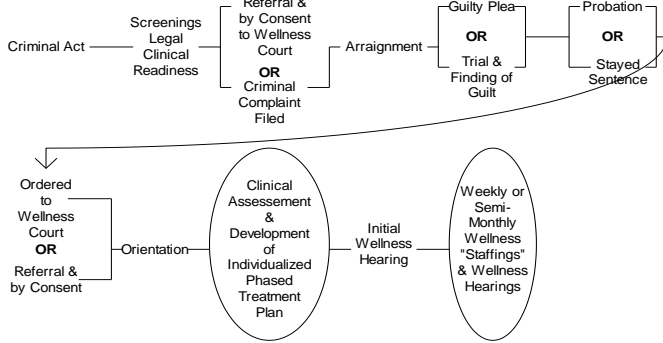 Criminal Act
Screenings
Legal
Clinical
Readiness
Referral &
by Consent
to Wellness
Court
OR
Criminal
Complaint
Filed
Arraignment
Guilty Plea
OR
Trial &
Finding of
Guilt
Probation
OR
Stayed
Sentence
Ordered
to
Wellness
Court
OR
Referral &
by Consent
Orientation
Clinical
Assessement
&
Development
of
Individualized
Phased
Treatment
Plan
Initial
Wellness
Hearing
Weekly or
Semi-
Monthly
Wellness
"Staffings"
& Wellness
Hearings